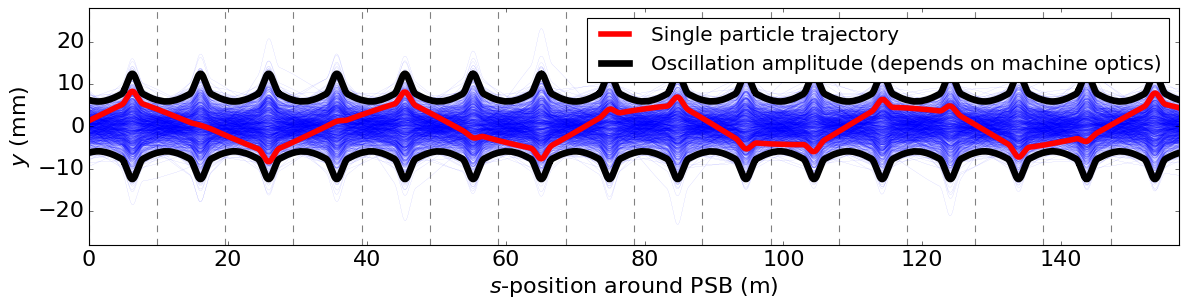 Single particle trajectory
Oscillation amplitude (depends on machine optics)
20
10
0
−10
−20
y (mm)
0 20 40 60 80 100 120 140
s-position around PSB (m)